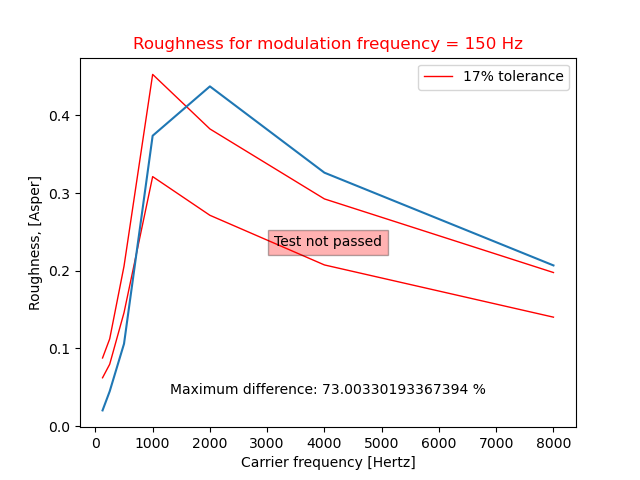 Roughness for modulation frequency = 150 Hz
17% tolerance
Roughness, [Asper]
0.4
0.3
0.2
0.1
0.0
Test not passed
Maximum difference: 73.00330193367394 %
0 1000 2000 3000 4000 5000 6000 7000 8000
Carrier frequency [Hertz]